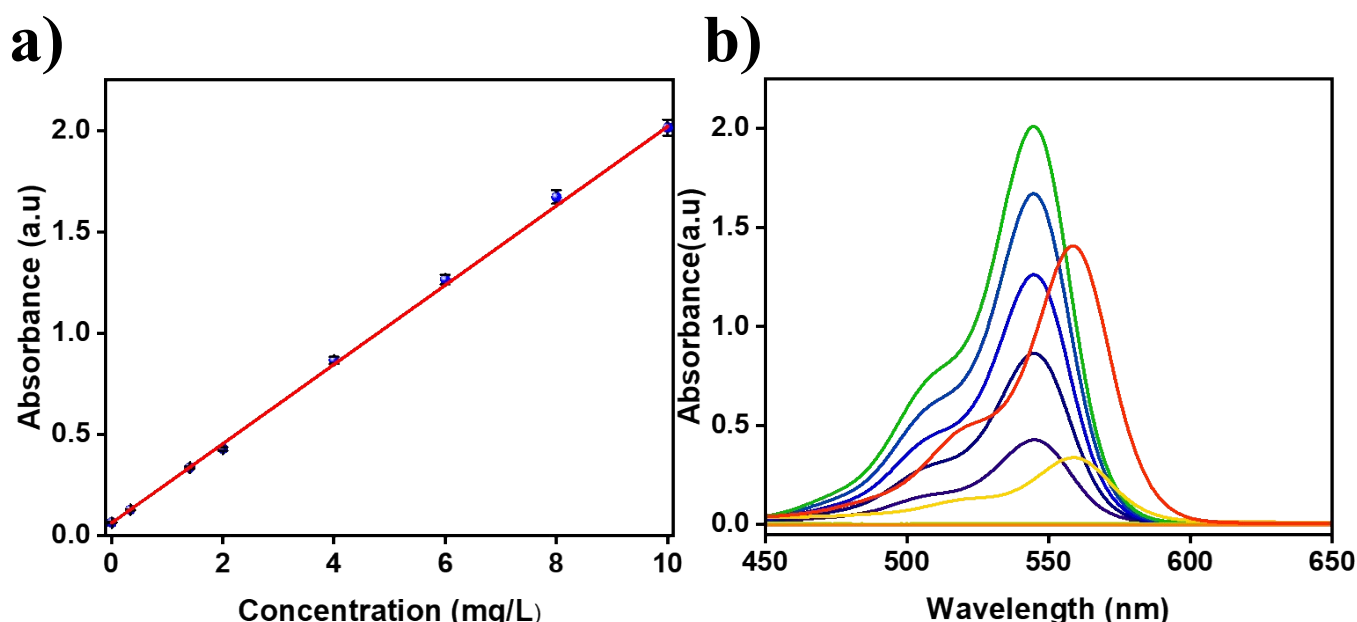 a)
Absorbance (a.u)
2.0
1.5
1.0
0.5
0.0
0 2 4 6 8 10
Concentration (mg/L)
b)
Absorbance(a.u)
2.0
1.5
1.0
0.5
0.0
450 500 550 600 650
Wavelength (nm)